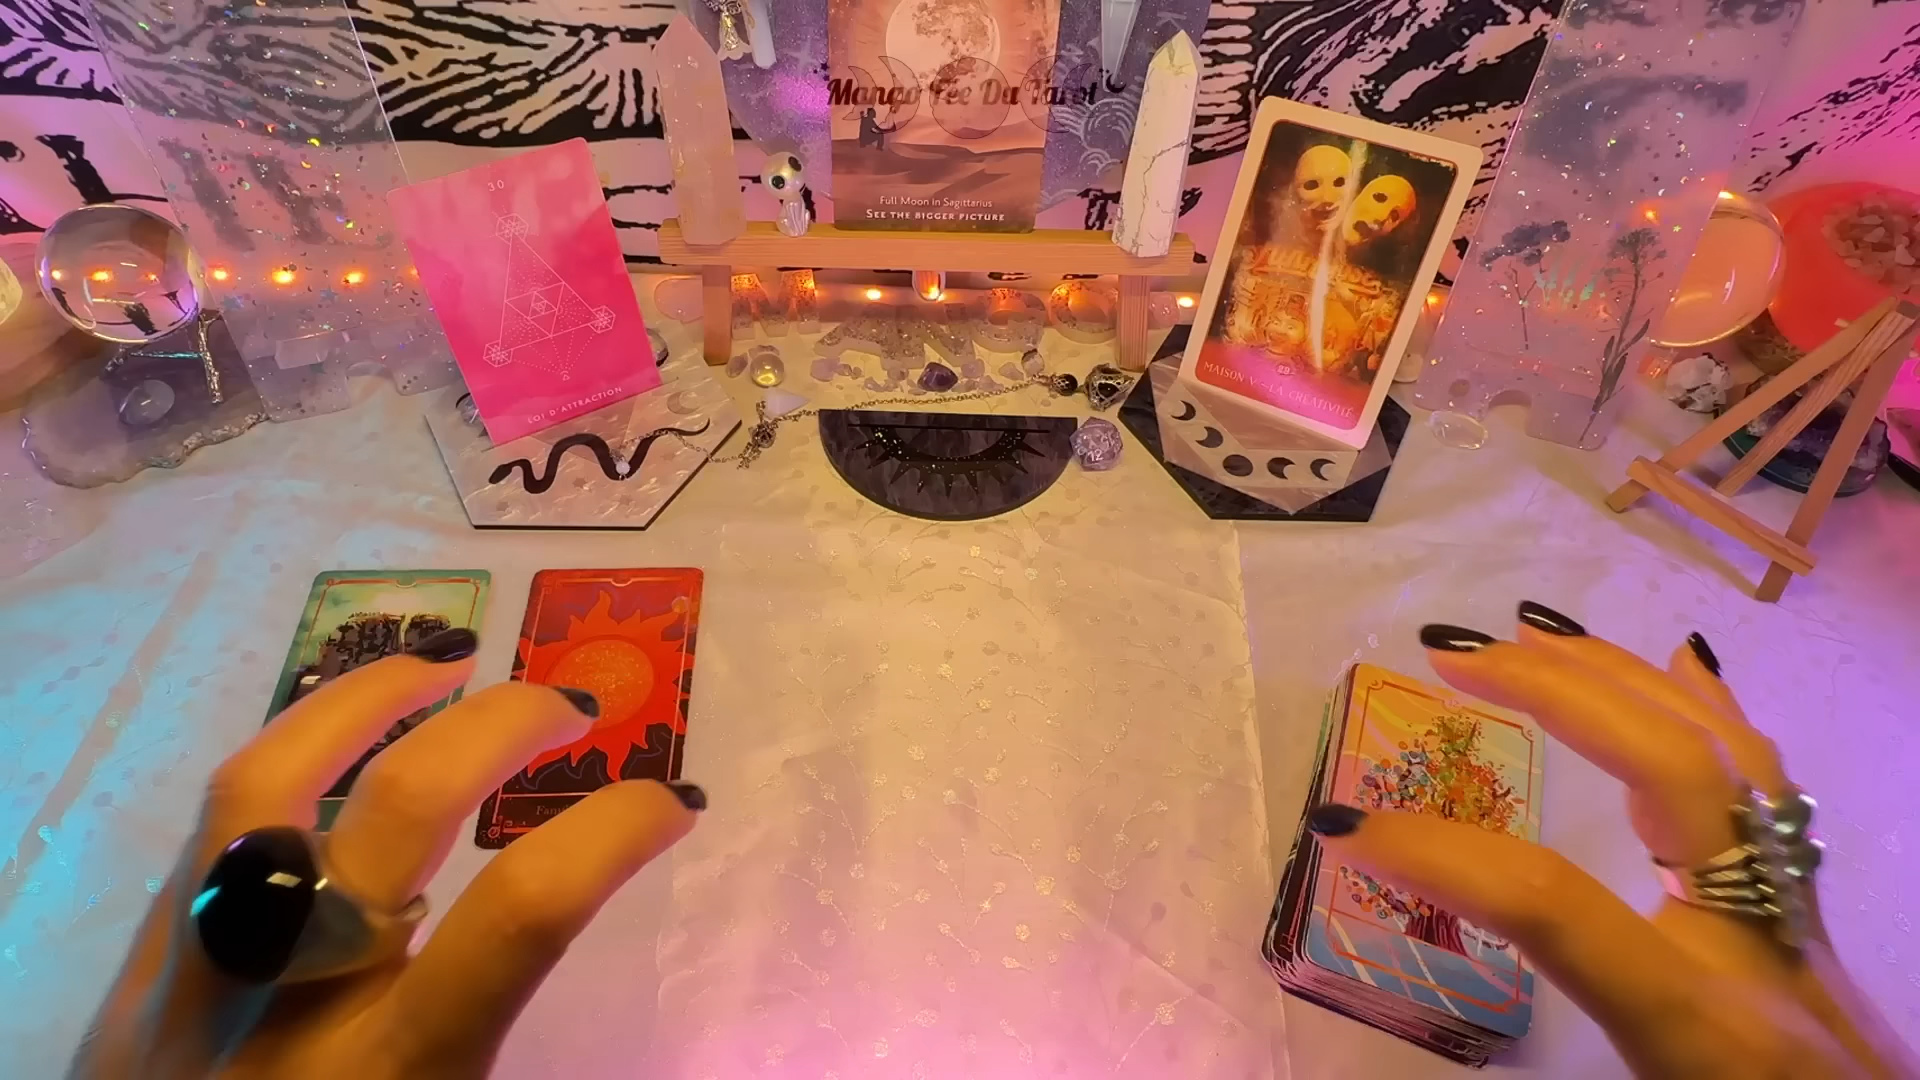 Mango Fée Du Tarot
30
LOI D'ATTRACTION
Full Moon in Sagittarius
SEE THE BIGGER PICTURE
28
MAISON V - LA CRÉATIVITÉ
12